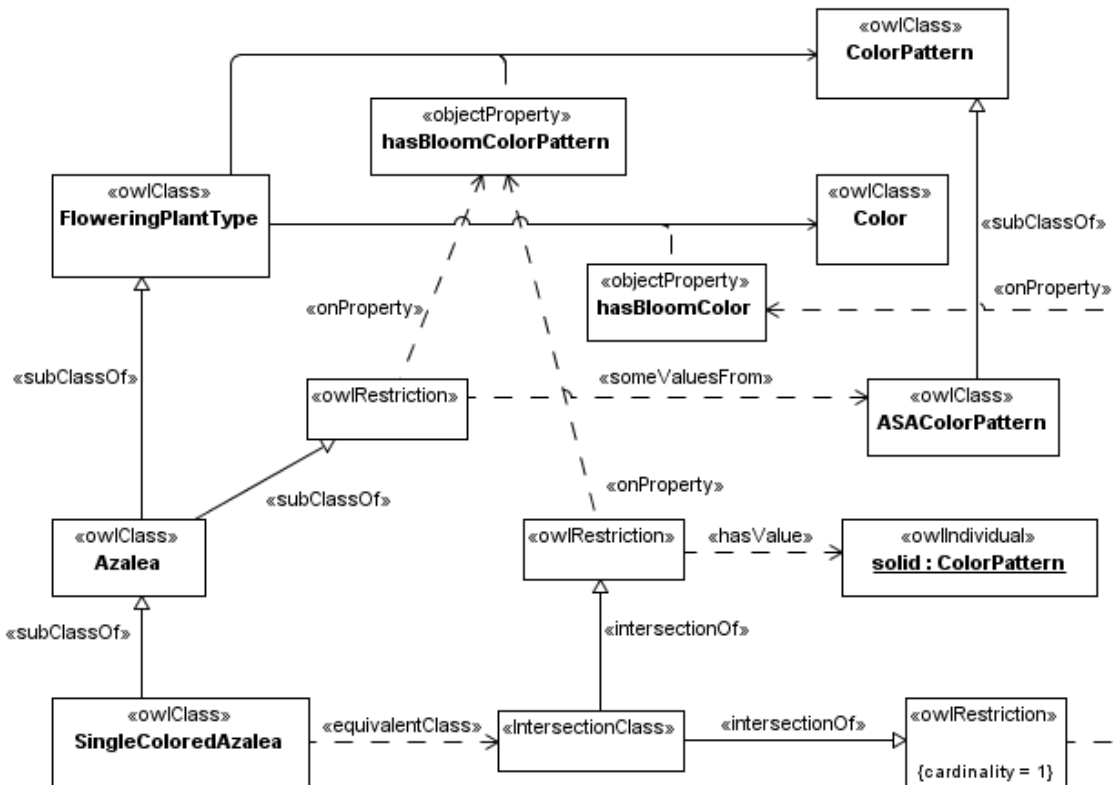 «owlClass»
ColorPattern
«objectProperty»
hasBloomColorPattern
«owlClass»
FloweringPlantType
«owlClass»
Color
«subClassOf»
«objectProperty»
hasBloomColor
«onProperty»
«onProperty»
«subClassOf»
«owlRestriction»
«someValuesFrom»
«owlClass»
ASAColorPattern
«subClassOf»
«onProperty»
«owlClass»
Azalea
«owlRestriction»
«hasValue»
«owlIndividual»
solid : ColorPattern
«subClassOf»
«intersectionOf»
«owlClass»
SingleColoredAzalea
«equivalentClass»
«IntersectionClass»
«intersectionOf»
«owlRestriction»
{cardinality = 1}